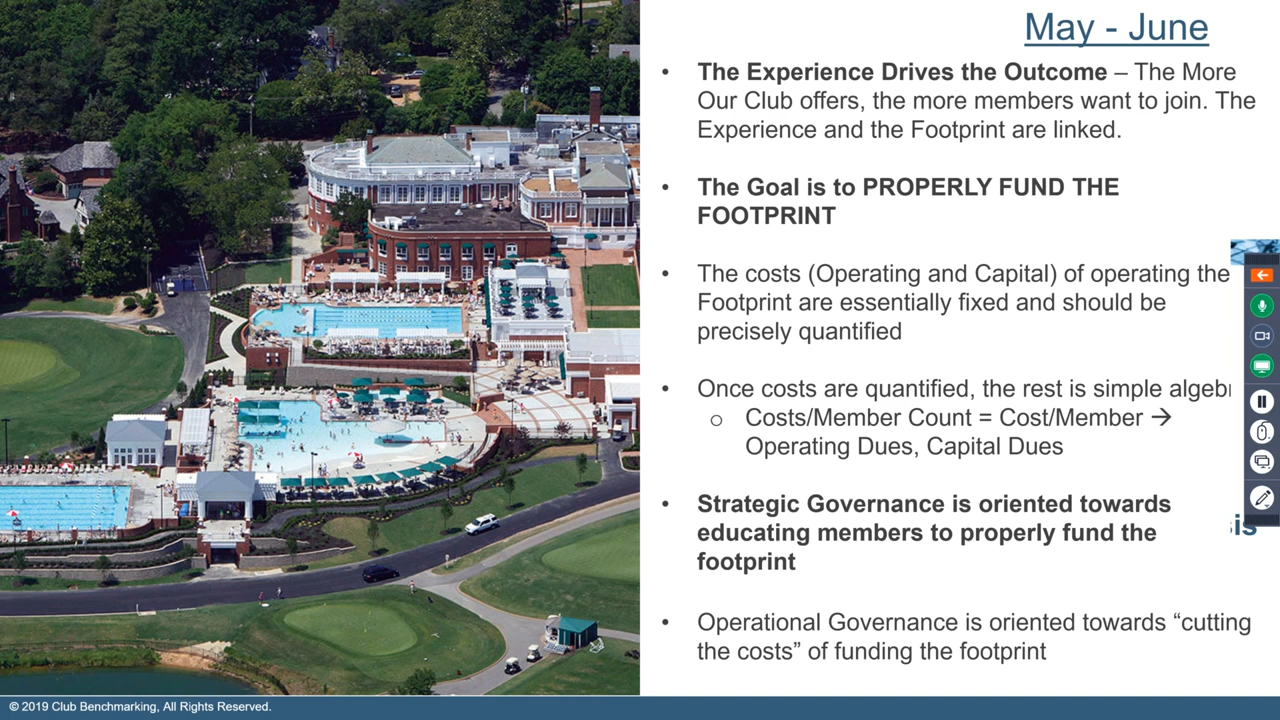 May - June
• The Experience Drives the Outcome – The More
Our Club offers, the more members want to join. The
Experience and the Footprint are linked.
• The Goal is to PROPERLY FUND THE
FOOTPRINT
• The costs (Operating and Capital) of operating the
Footprint are essentially fixed and should be
precisely quantified
• Once costs are quantified, the rest is simple
o Costs/Member Count = Cost/Member →
Operating Dues, Capital Dues
• Strategic Governance is oriented towards
educating members to properly fund the
footprint
• Operational Governance is oriented towards “cutting
the costs” of funding the footprint
© 2019 Club Benchmarking, All Rights Reserved.